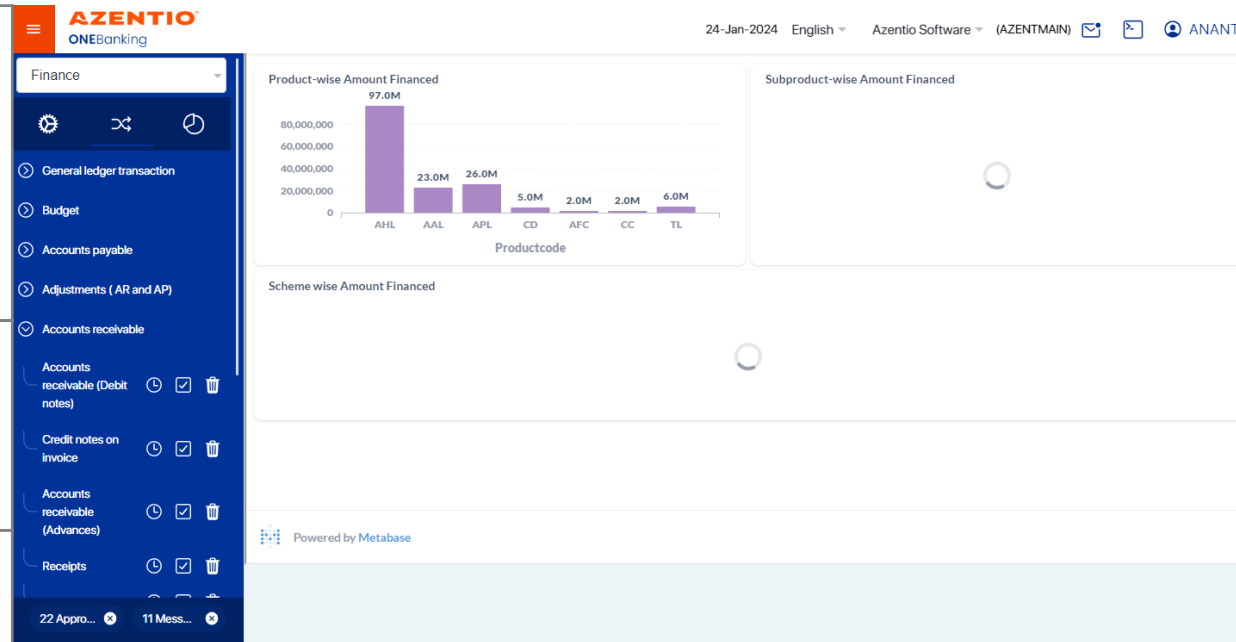 AZENTIO
ONEBanking
24-Jan-2024 English Azentio Software (AZENTMAIN) ANANT
Finance
General ledger transaction
Budget
Accounts payable
Adjustments ( AR and AP)
Accounts receivable
Accounts
receivable (Debit
notes)
Credit notes on
invoice
Accounts
receivable
(Advances)
Receipts
22 Appro...
11 Mess...
Product-wise Amount Financed
97.0M
80,000,000
60,000,000
40,000,000
20,000,000
0
23.0M
26.0M
5.0M
2.0M
2.0M
6.0M
AHL AAL APL CD AFC CC TL
Productcode
Subproduct-wise Amount Financed
Scheme wise Amount Financed
Powered by Metabase